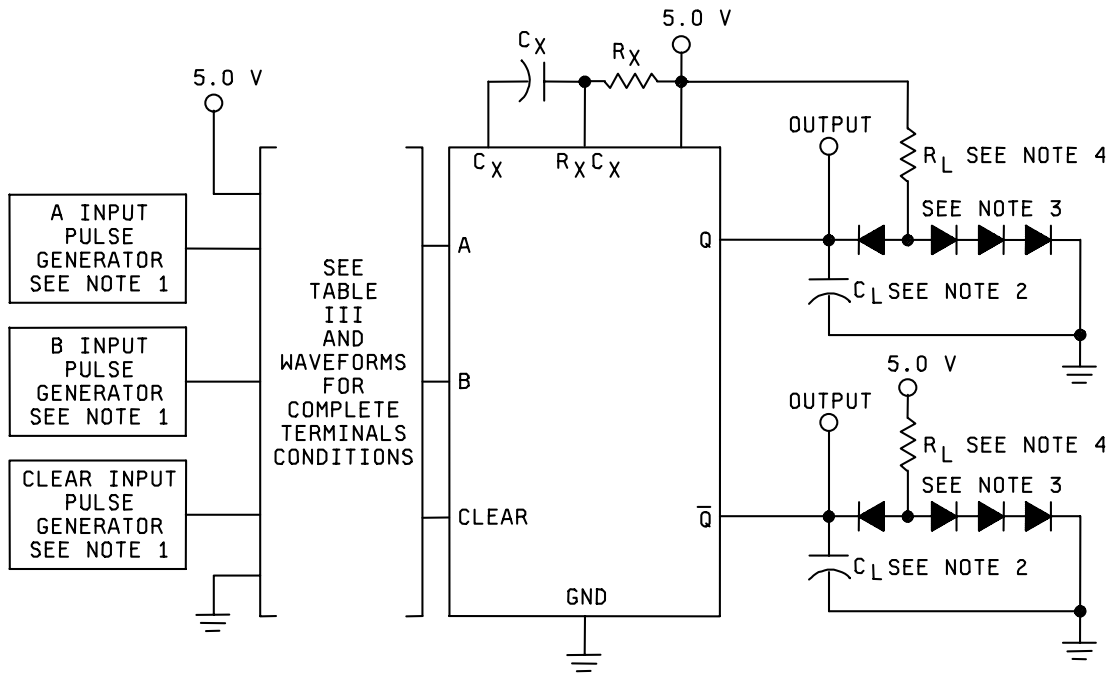 5.0 V
CX
RX
5.0 V
OUTPUT
RL SEE NOTE 4
CX
RXCX
A INPUT
PULSE
GENERATOR
SEE NOTE 1
SEE NOTE 3
A
Q
CL SEE NOTE 2
B INPUT
PULSE
GENERATOR
SEE NOTE 1
SEE
TABLE
III
AND
WAVEFORMS
FOR
COMPLETE
TERMINALS
CONDITIONS
B
5.0 V
OUTPUT
RL SEE NOTE 4
CLEAR INPUT
PULSE
GENERATOR
SEE NOTE 1
SEE NOTE 3
CLEAR
Q̅
CL SEE NOTE 2
GND